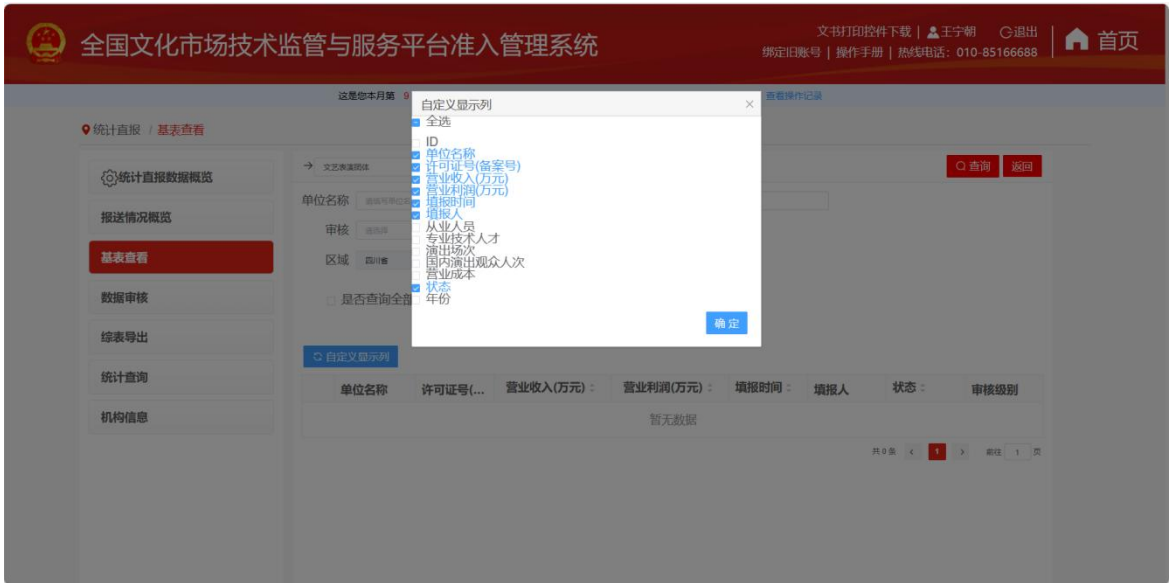 全国文化市场技术监管与服务平台准入管理系统
文书打印控件下载 | 王宁朝 退出
绑定旧账号 | 操作手册 | 热线电话：010-85166688
首页
这是您本月第 9
查看操作记录
统计直报 / 基表查看
统计直报数据概览
报送情况概览
基表查看
数据审核
综表导出
统计查询
机构信息
文艺表演团体
查询 返回
单位名称
审核 请选择
区域 四川省
是否查询全部
自定义显示列
全选
ID
单位名称
许可证号(备案号)
营业收入(万元)
营业利润(万元)
填报时间
填报人
从业人员
专业技术人才
演出场次
国内演出观众人次
营业成本
状态
年份
确定
自定义显示列
单位名称 许可证号(... 营业收入(万元) 营业利润(万元) 填报时间 填报人 状态 审核级别
暂无数据
共 0 条 < 1 > 前往 1 页